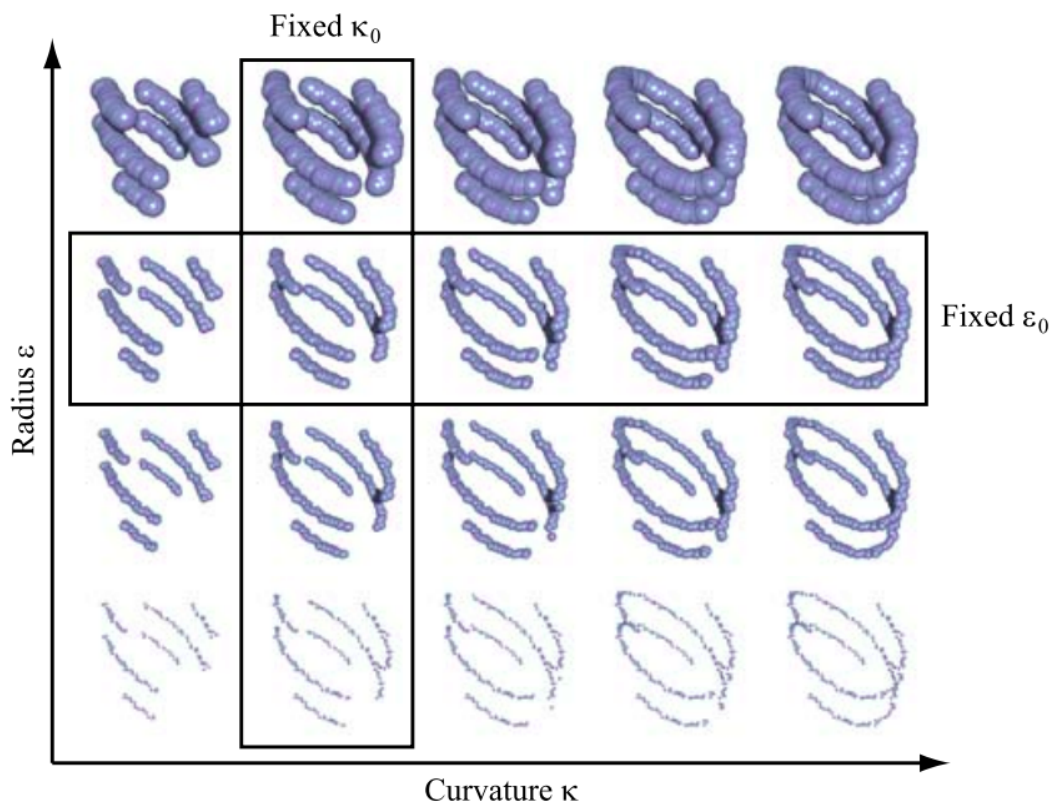 Fixed κ₀
Fixed ε₀
Radius ε
Curvature κ